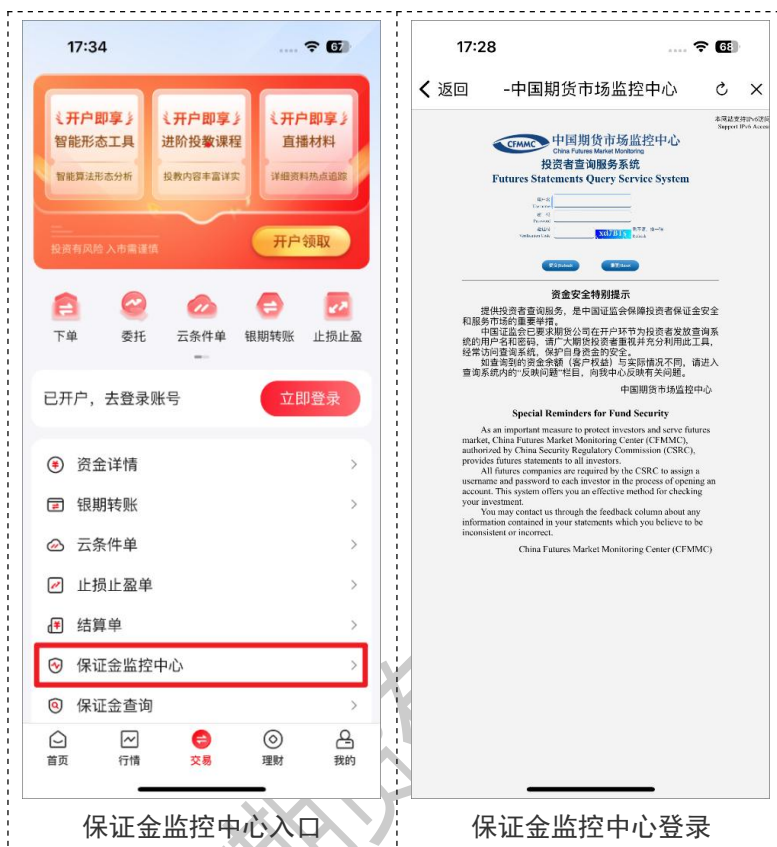 17:34
67
《开户即享》
智能形态工具
智能算法形态分析
《开户即享》
进阶投教课程
投教内容丰富详实
《开户即享》
直播材料
详细资料热点追踪
投资有风险 入市需谨慎
开户领取
下单
委托
云条件单
银期转账
止损止盈
已开户，去登录账号
立即登录
资金详情
银期转账
云条件单
止损止盈单
结算单
保证金监控中心
保证金查询
首页
行情
交易
理财
我的
保证金监控中心入口
17:28
68
返回
-中国期货市场监控中心
本网站支持IPv6访问
Support IPv6 Access
CFMMC
中国期货市场监控中心
China Futures Market Monitoring
投资者查询服务系统
Futures Statements Query Service System
资金安全特别提示
提供投资者查询服务，是中国证监会保障投资者保证金安全
和服务市场的重要举措。
中国证监会已要求期货公司在开户环节为投资者发放查询系
统的用户名和密码，请广大期货投资者重视并充分利用此工具，
经常访问查询系统，保护自身资金的安全。
如查询到的资金余额（客户权益）与实际情况不同，请进入
查询系统内的“反映问题”栏目，向我中心反映有关问题。
中国期货市场监控中心
Special Reminders for Fund Security
As an important measure to protect investors and serve futures
market, China Futures Market Monitoring Center (CFMMC),
authorized by China Security Regulatory Commission (CSRC),
provides futures statements to all investors.
All futures companies are required by the CSRC to assign a
username and password to each investor in the process of opening an
account. This system offers you an effective method for checking
your investment.
You may contact us through the feedback column about any
information contained in your statements which you believe to be
inconsistent or incorrect.
China Futures Market Monitoring Center (CFMMC)
保证金监控中心登录